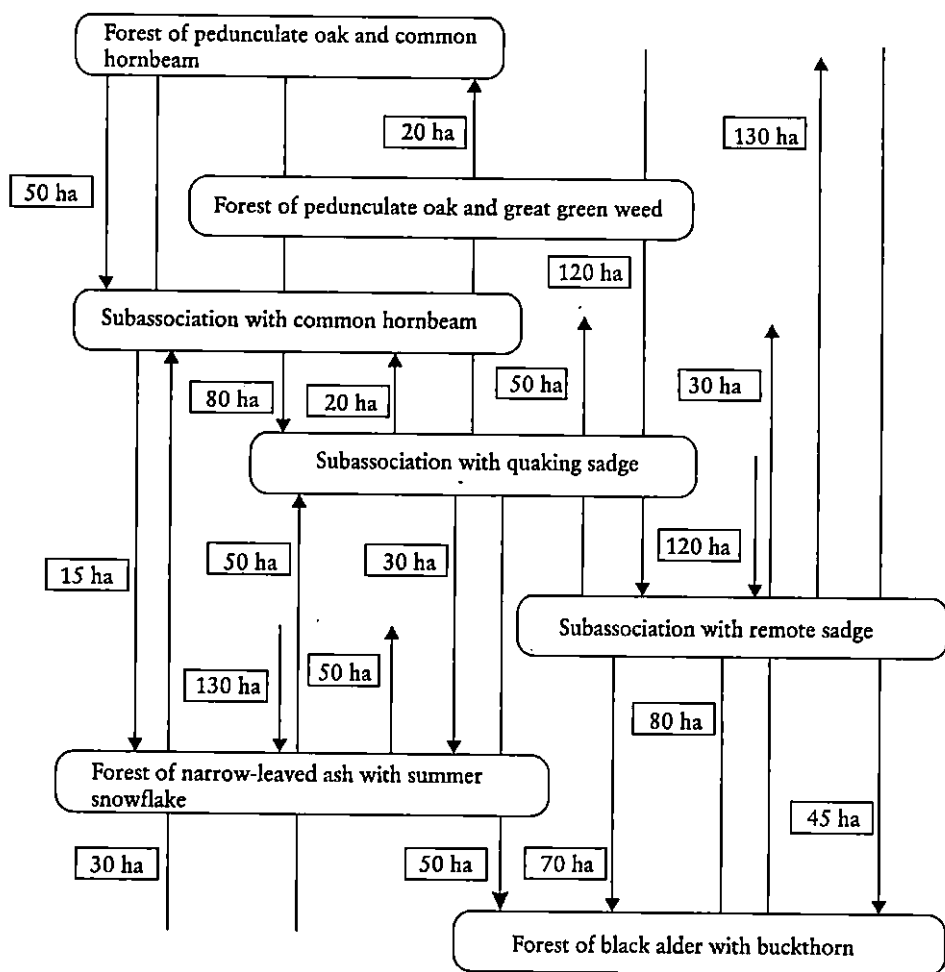 Forest of pedunculate oak and common
hornbeam
20 ha
130 ha
50 ha
Forest of pedunculate oak and great green weed
120 ha
Subassociation with common hornbeam
80 ha
20 ha
50 ha
30 ha
Subassociation with quaking sadge
15 ha
50 ha
30 ha
120 ha
Subassociation with remote sadge
130 ha
50 ha
80 ha
Forest of narrow-leaved ash with summer
snowflake
45 ha
30 ha
50 ha
70 ha
Forest of black alder with buckthorn